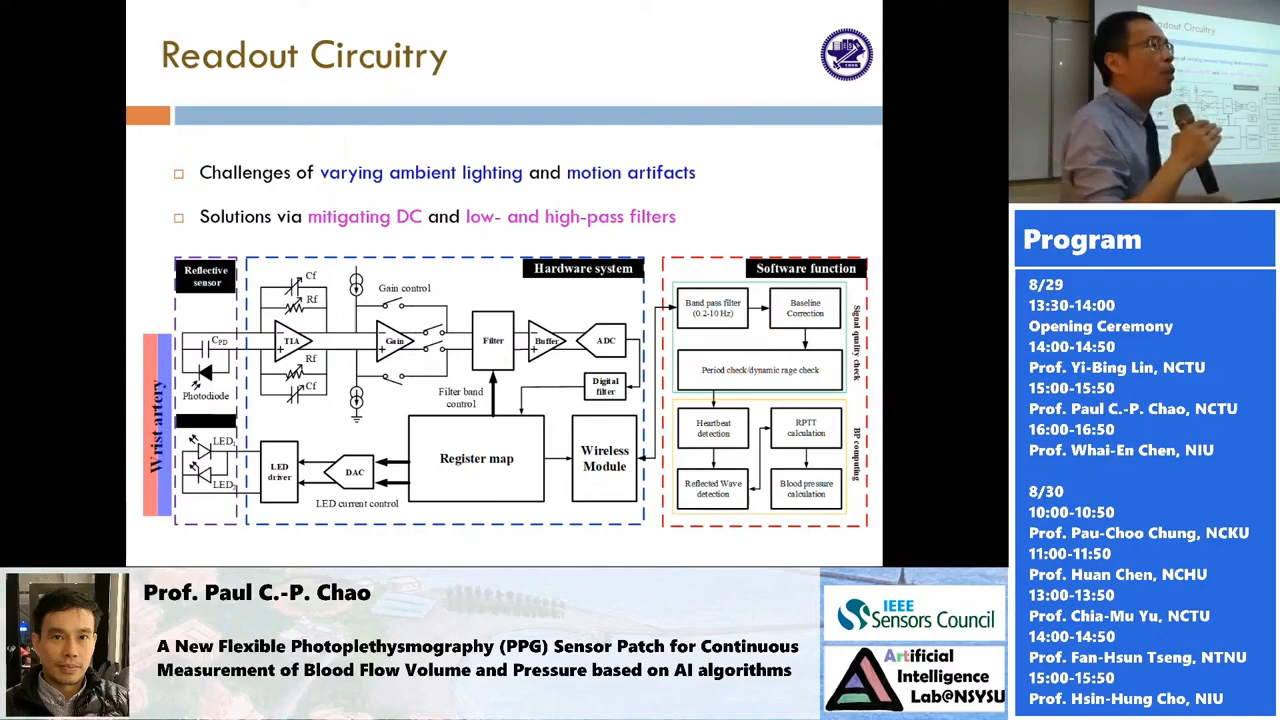 Readout Circuitry
Challenges of varying ambient lighting and motion artifacts
Solutions via mitigating DC and low- and high-pass filters
Reflective
sensor
CPD
Photodiode
Wrist artery
LED1
LED2
Hardware system
Cf
Rf
TIA
Rf
Cf
Gain control
Gain
Filter
Buffer
ADC
Digital
filter
Filter band
control
Register map
Wireless
Module
LED
driver
DAC
LED current control
Software function
Band pass filter
(0.2-10 Hz)
Baseline
Correction
Period check/dynamic rage check
Signal quality check
Heartbeat
detection
RPTT
calculation
Reflected Wave
detection
Blood pressure
calculation
BP computing
Program
8/29
13:30-14:00
Opening Ceremony
14:00-14:50
Prof. Yi-Bing Lin, NCTU
15:00-15:50
Prof. Paul C.-P. Chao, NCTU
16:00-16:50
Prof. Whai-En Chen, NIU
8/30
10:00-10:50
Prof. Pau-Choo Chung, NCKU
11:00-11:50
Prof. Huan Chen, NCHU
13:00-13:50
Prof. Chia-Mu Yu, NCTU
14:00-14:50
Prof. Fan-Hsun Tseng, NTNU
15:00-15:50
Prof. Hsin-Hung Cho, NIU
Prof. Paul C.-P. Chao
A New Flexible Photoplethysmography (PPG) Sensor Patch for Continuous
Measurement of Blood Flow Volume and Pressure based on AI algorithms
IEEE
Sensors Council
Artificial
Intelligence
Lab@NSYSU